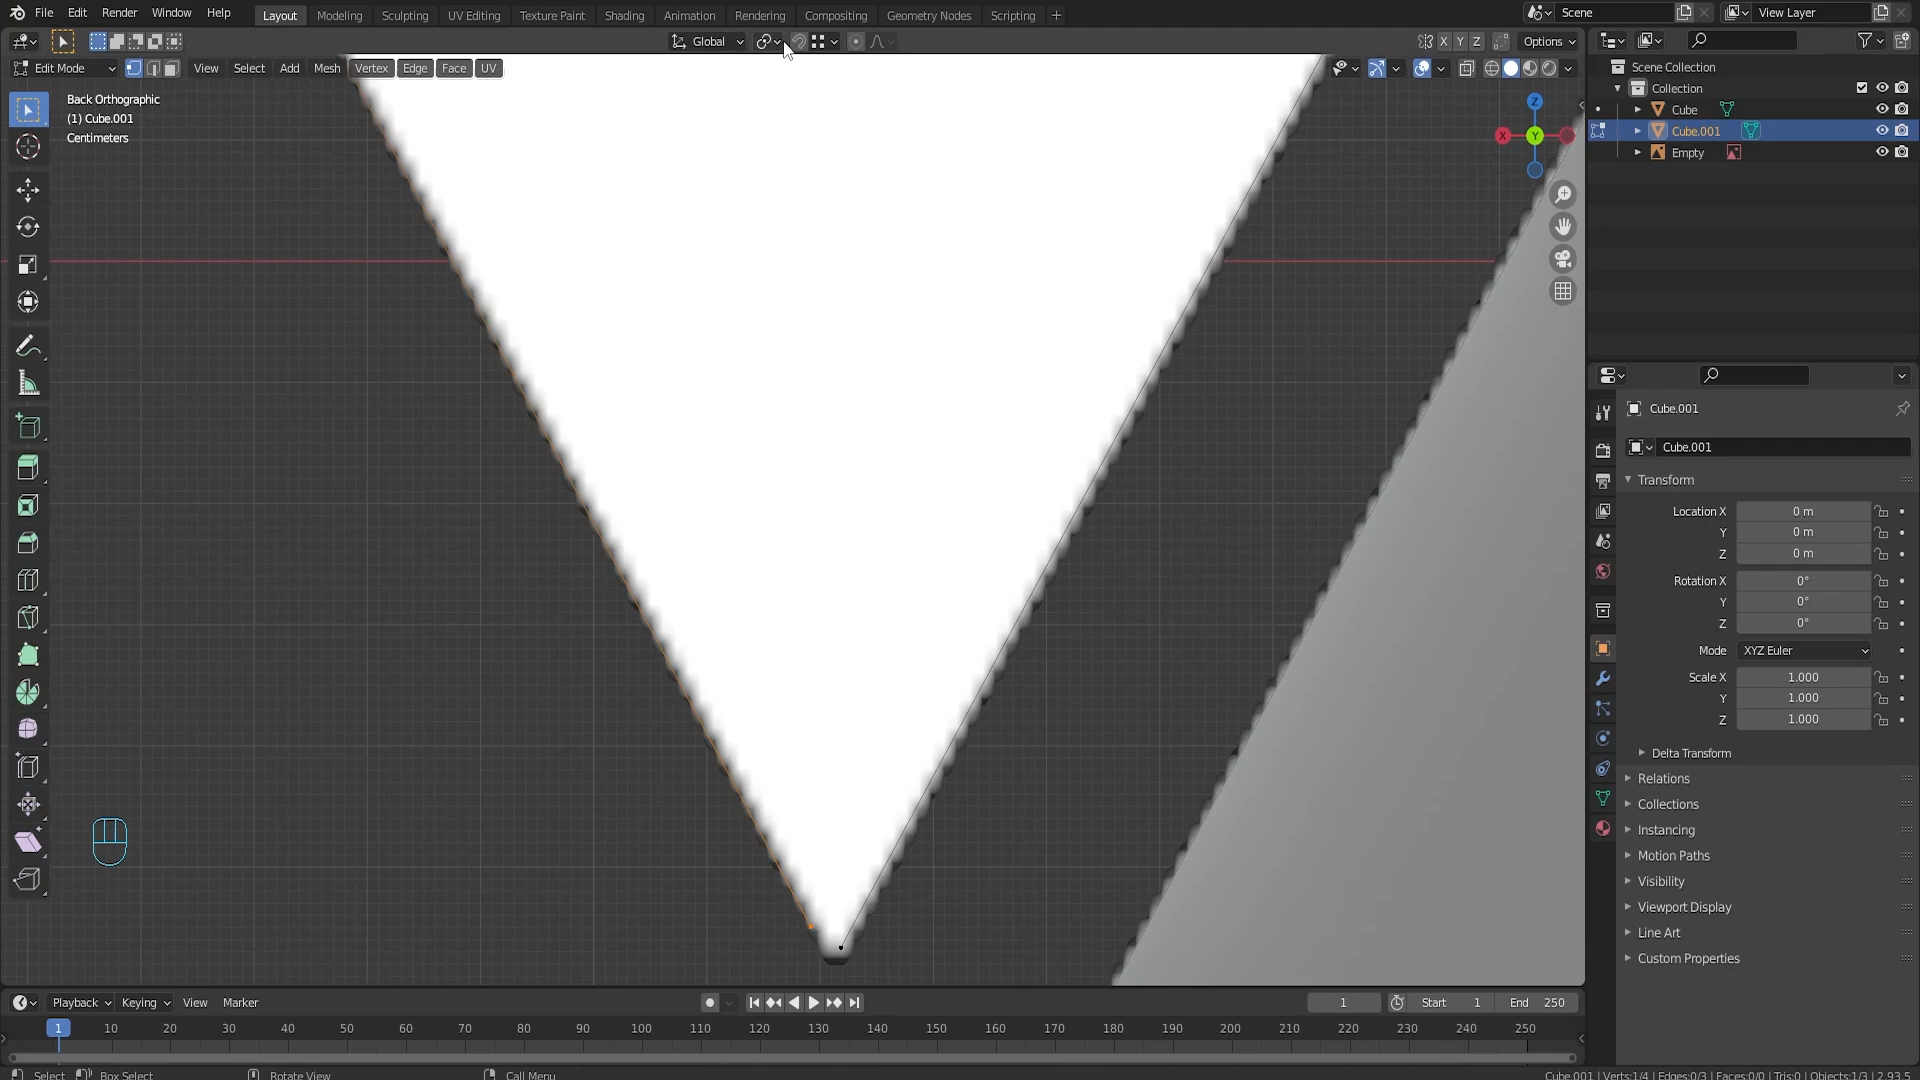 File Edit Render Window Help Layout Modeling Sculpting UV Editing Texture Paint Shading Animation Rendering Compositing Geometry Nodes Scripting + Scene View Layer
Global X Y Z Options
Edit Mode View Select Add Mesh Vertex Edge Face UV
Scene Collection
Collection
Cube
Cube.001
Empty
Back Orthographic
(1) Cube.001
Centimeters
Z
X Y
Cube.001
Cube.001
Transform
Location X 0 m
Y 0 m
Z 0 m
Rotation X 0°
Y 0°
Z 0°
Mode XYZ Euler
Scale X 1.000
Y 1.000
Z 1.000
Delta Transform
Relations
Collections
Instancing
Motion Paths
Visibility
Viewport Display
Line Art
Custom Properties
Playback Keying View Marker 1 Start 1 End 250
1 10 20 30 40 50 60 70 80 90 100 110 120 130 140 150 160 170 180 190 200 210 220 230 240 250
Select Box Select Rotate View Call Menu Cube.001 | Verts:1/4 | Edges:0/3 | Faces:0/0 | Tris:0 | Objects:1/3 | 2.93.5